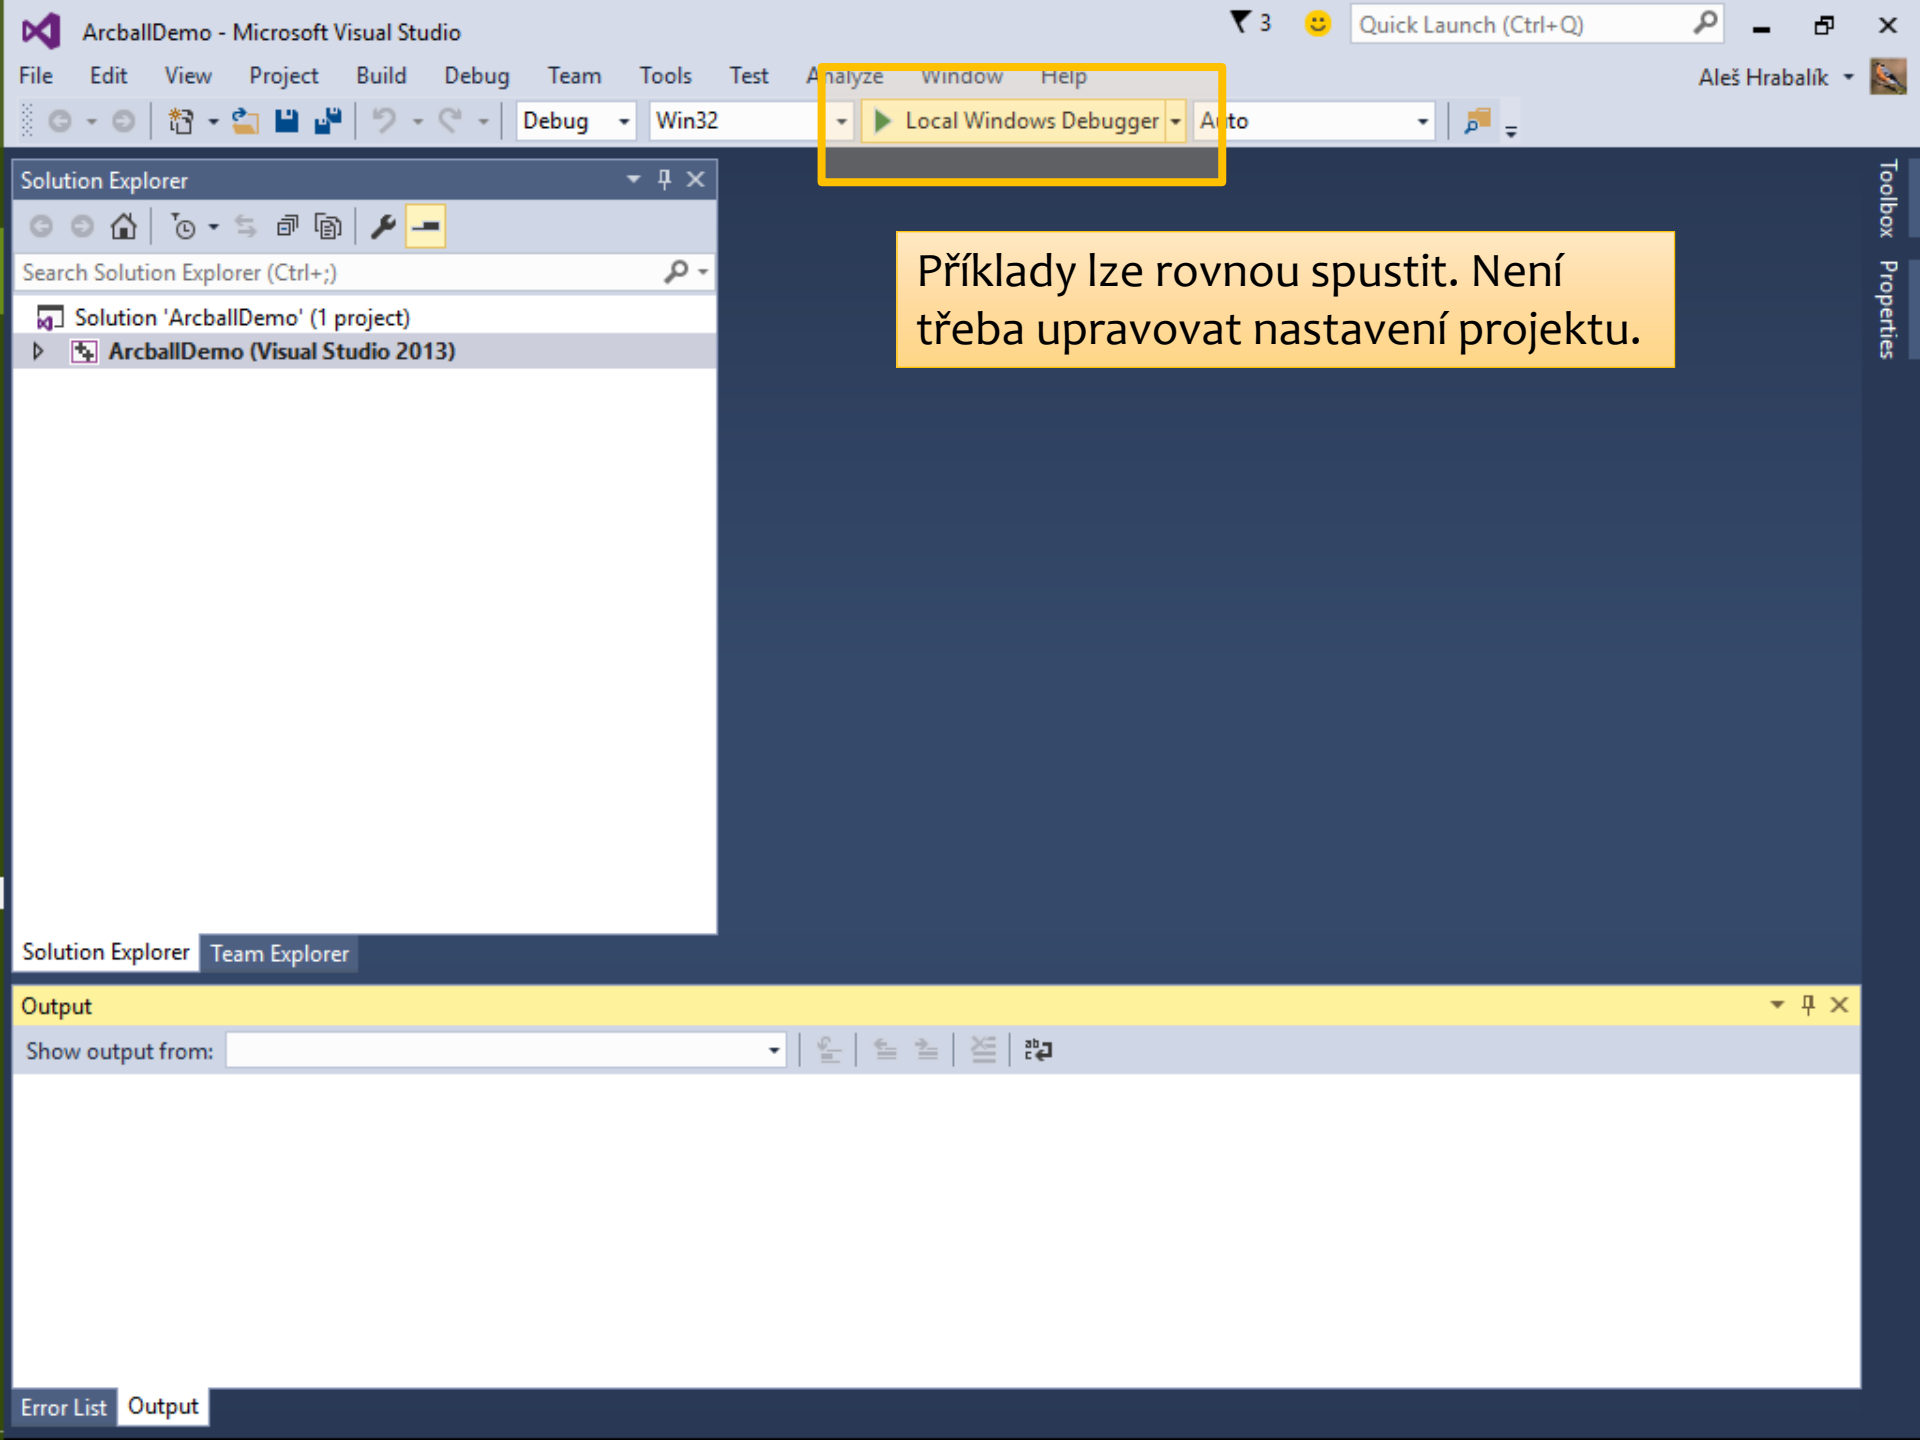 ArcballDemo - Microsoft Visual Studio
3
Quick Launch (Ctrl+Q)
File Edit View Project Build Debug Team Tools Test Analyze Window Help
Aleš Hrabalík
Debug Win32 Local Windows Debugger Auto
Solution Explorer
Search Solution Explorer (Ctrl+;)
Solution 'ArcballDemo' (1 project)
ArcballDemo (Visual Studio 2013)
Příklady lze rovnou spustit. Není
třeba upravovat nastavení projektu.
Toolbox
Properties
Solution Explorer Team Explorer
Output
Show output from:
Error List Output